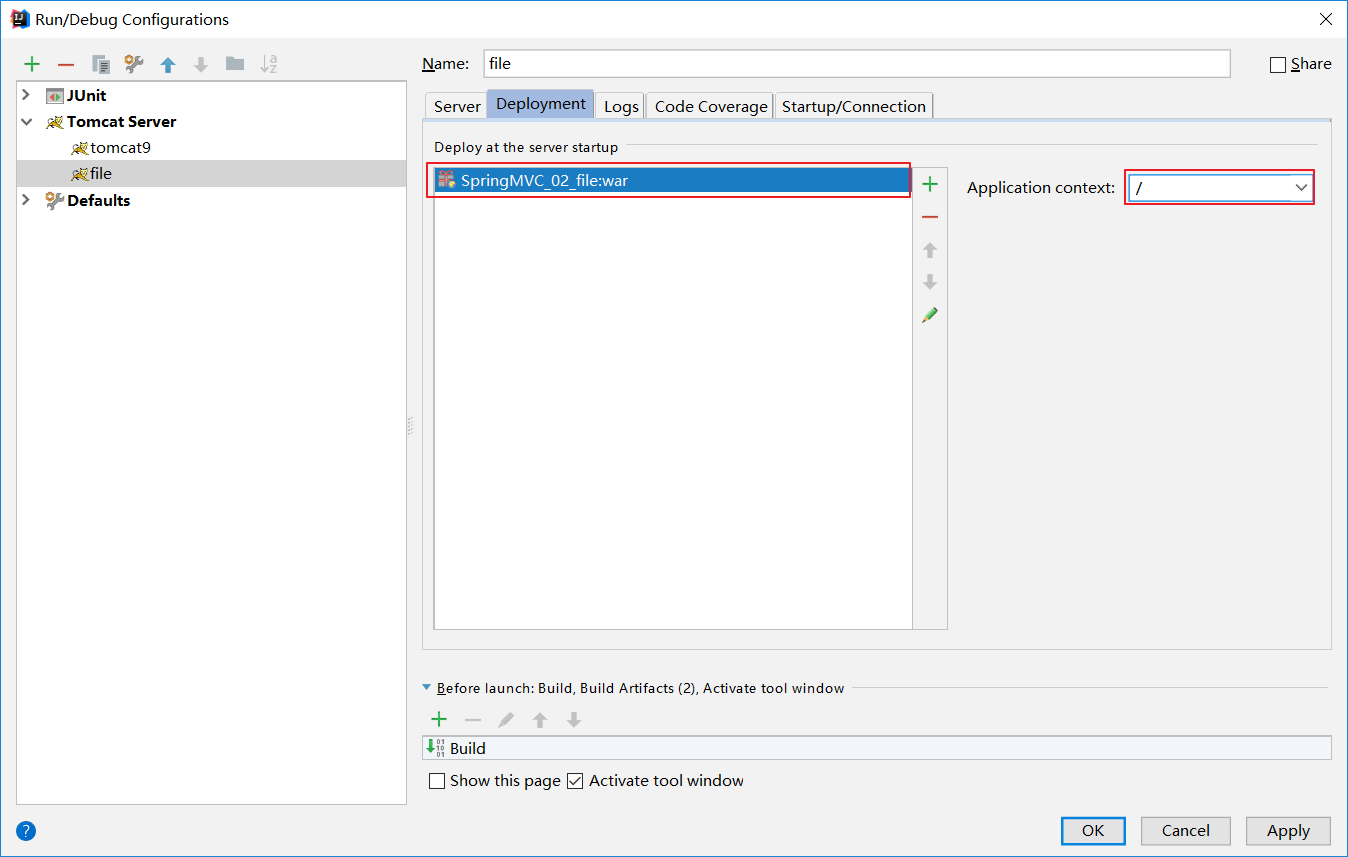 Run/Debug Configurations
Name: file
Share
JUnit
Tomcat Server
tomcat9
file
Defaults
Server
Deployment
Logs
Code Coverage
Startup/Connection
Deploy at the server startup
SpringMVC_02_file:war
Application context: /
Before launch: Build, Build Artifacts (2), Activate tool window
Build
Show this page
Activate tool window
?
OK
Cancel
Apply